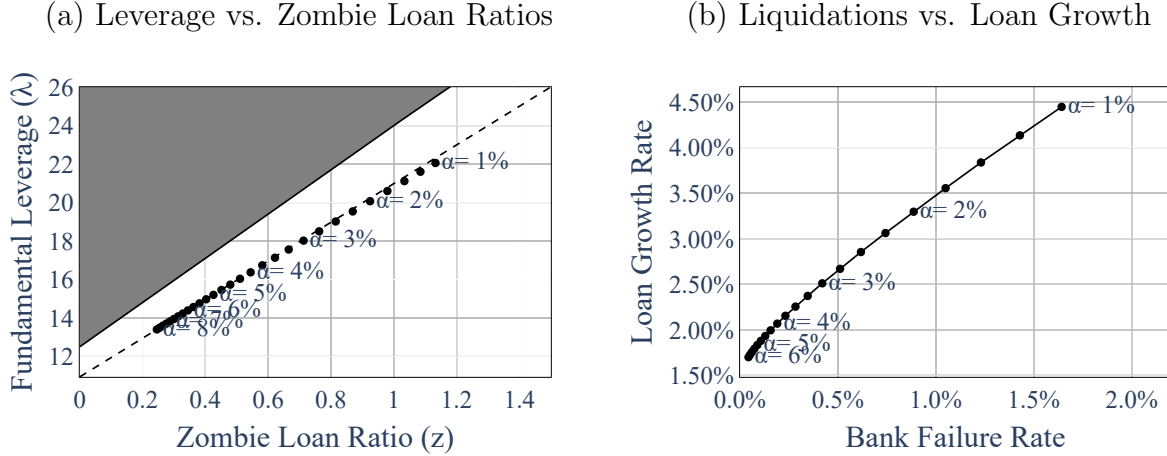 (a) Leverage vs. Zombie Loan Ratios
Fundamental Leverage (λ)
26
24
22
20
18
16
14
12
α= 1%
α= 2%
α= 3%
α= 4%
α= 5%
α= 6%
α= 7%
α= 8%
0
0.2
0.4
0.6
0.8
1
1.2
1.4
Zombie Loan Ratio (z)
(b) Liquidations vs. Loan Growth
Loan Growth Rate
4.50%
4.00%
3.50%
3.00%
2.50%
2.00%
1.50%
α= 1%
α= 2%
α= 3%
α= 4%
α= 5%
α= 6%
0.0%
0.5%
1.0%
1.5%
2.0%
Bank Failure Rate